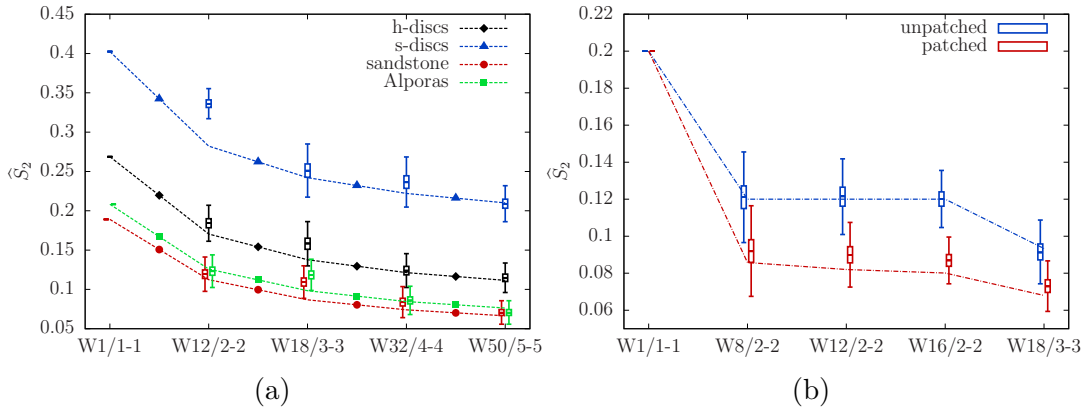 0.45
0.4
0.35
0.3
0.25
0.2
0.15
0.1
0.05
Ŝ₂
h-discs
s-discs
sandstone
Alporas
W1/1-1 W12/2-2 W18/3-3 W32/4-4 W50/5-5
(a)
0.22
0.2
0.18
0.16
0.14
0.12
0.1
0.08
0.06
Ŝ₂
unpatched
patched
W1/1-1 W8/2-2 W12/2-2 W16/2-2 W18/3-3
(b)